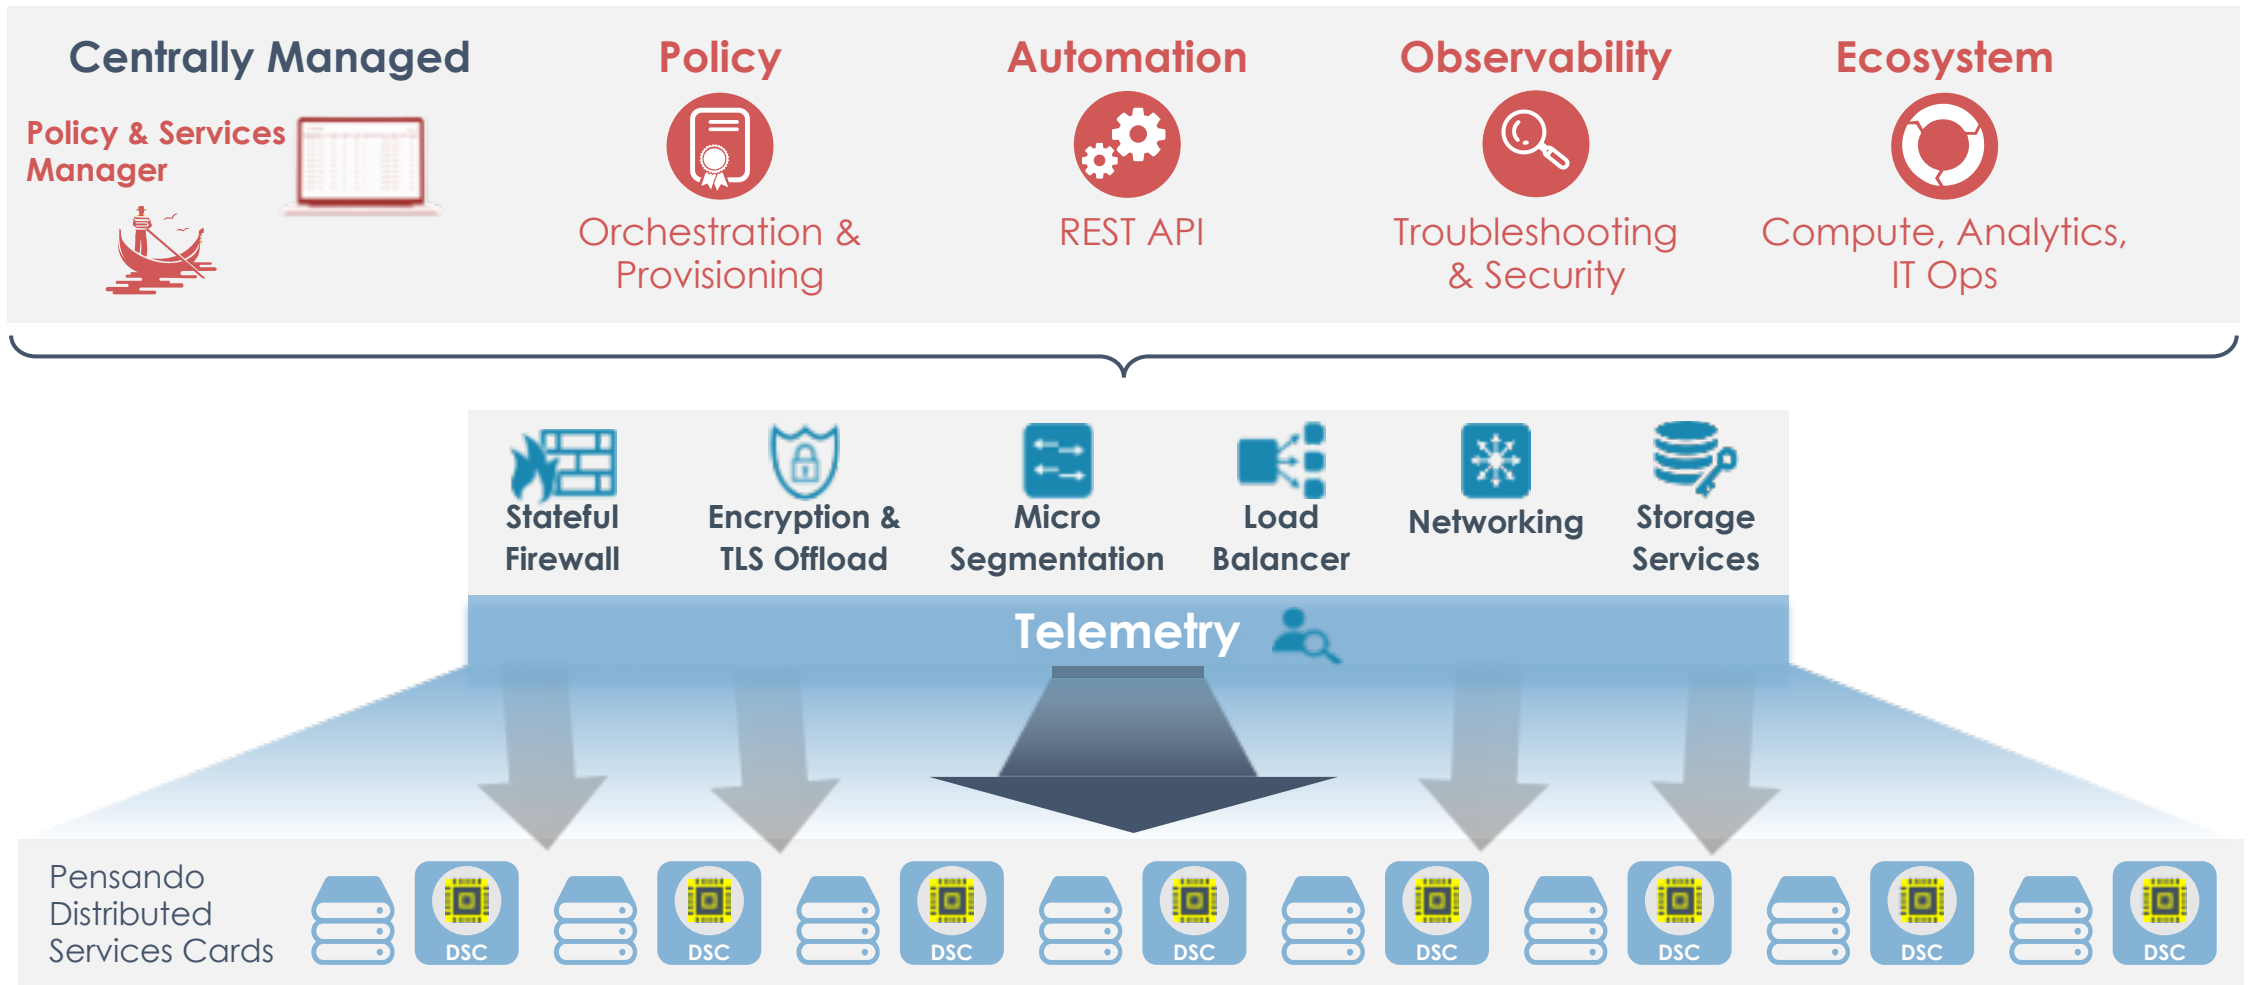 Centrally Managed
Policy & Services
Manager
Policy
Orchestration &
Provisioning
Automation
REST API
Observability
Troubleshooting
& Security
Ecosystem
Compute, Analytics,
IT Ops
Stateful
Firewall
Encryption &
TLS Offload
Micro
Segmentation
Load
Balancer
Networking
Storage
Services
Telemetry
Pensando
Distributed
Services Cards
DSC
DSC
DSC
DSC
DSC
DSC
DSC
DSC